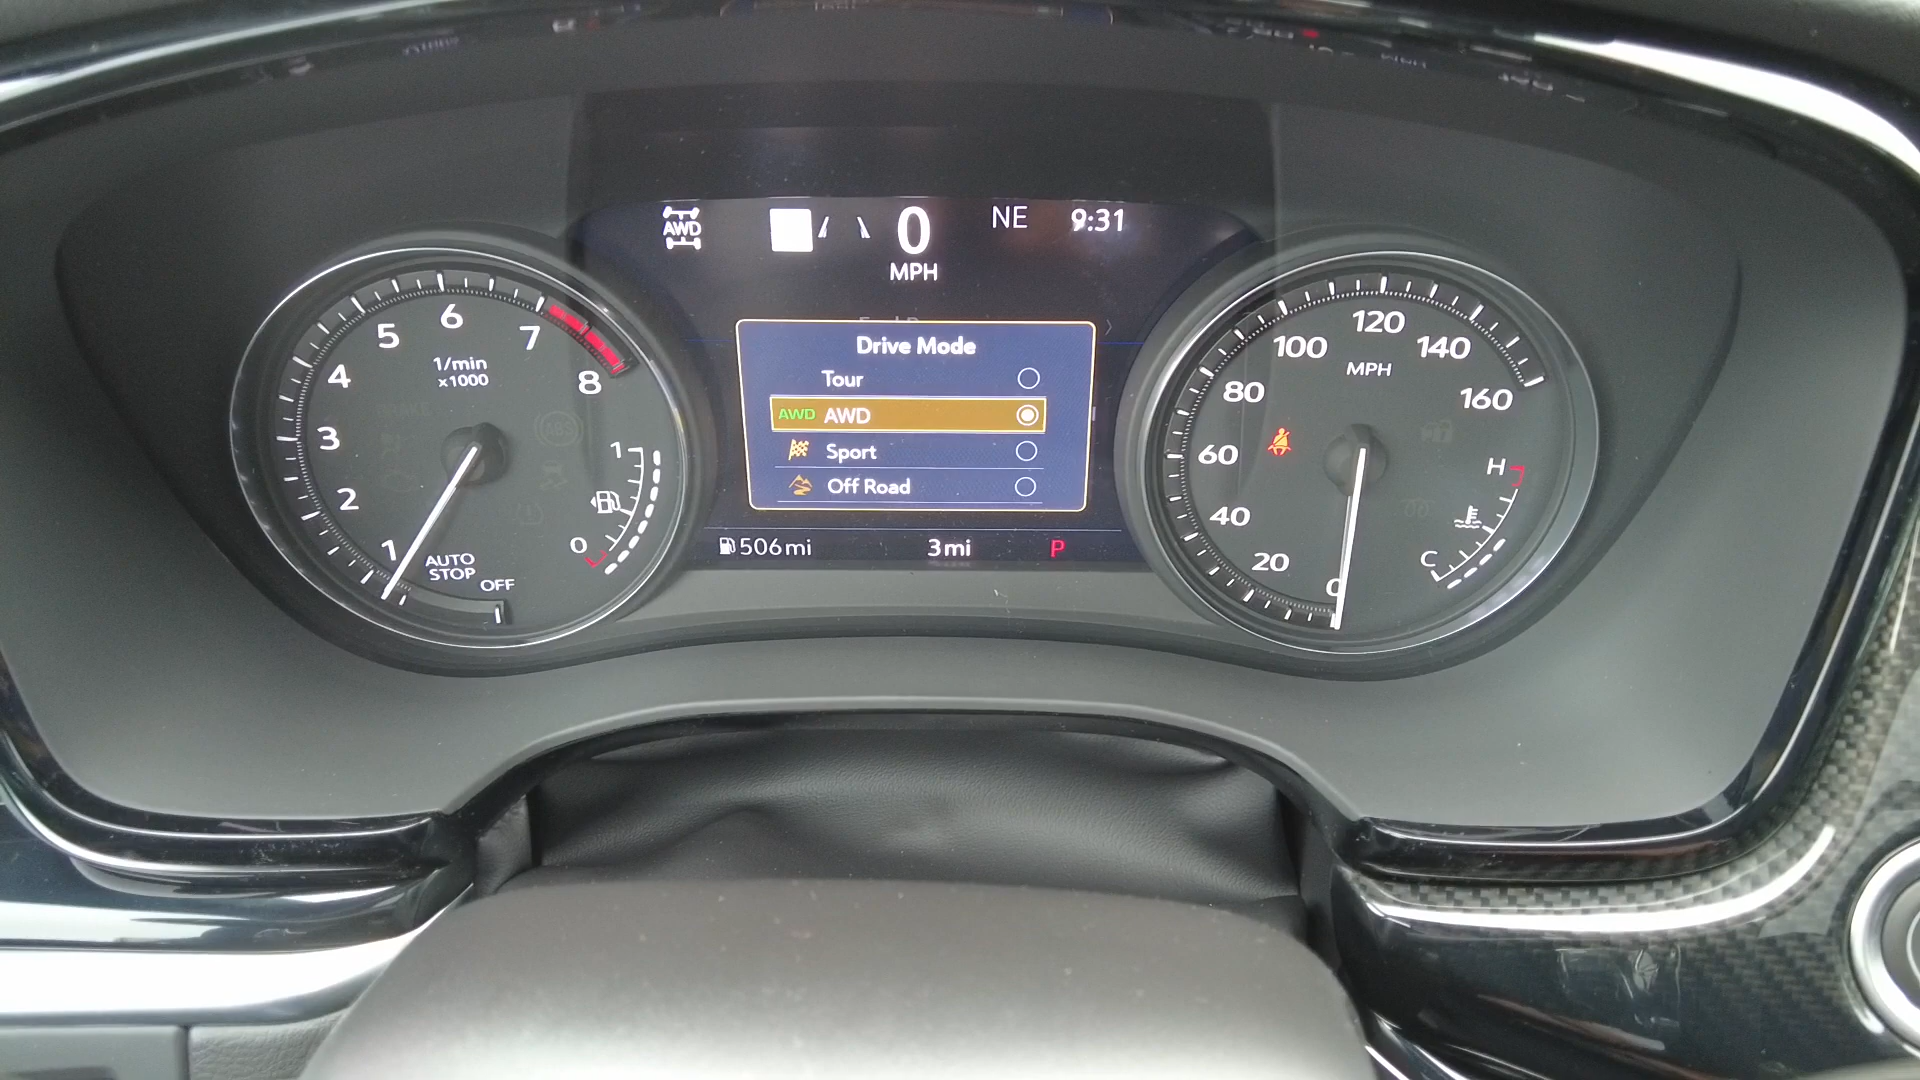 AWD
0
NE
9:31
MPH
Drive Mode
Tour
AWD AWD
Sport
Off Road
506mi
3mi
P
1/min
x1000
1
2
3
4
5
6
7
8
AUTO
STOP
OFF
1
0
MPH
0
20
40
60
80
100
120
140
160
H
C